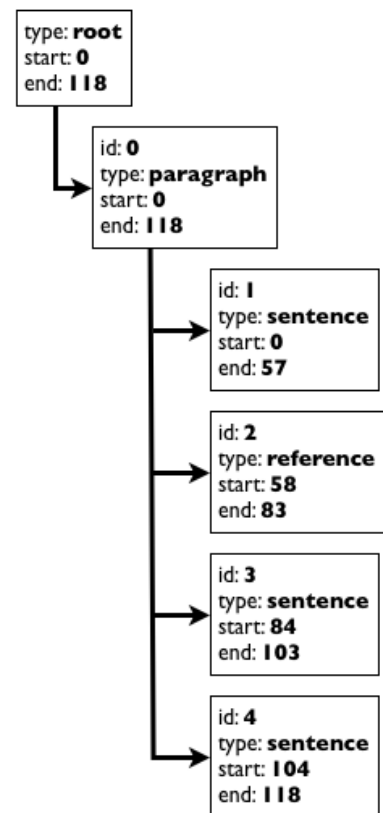 type: root
start: 0
end: 118
id: 0
type: paragraph
start: 0
end: 118
id: 1
type: sentence
start: 0
end: 57
id: 2
type: reference
start: 58
end: 83
id: 3
type: sentence
start: 84
end: 103
id: 4
type: sentence
start: 104
end: 118